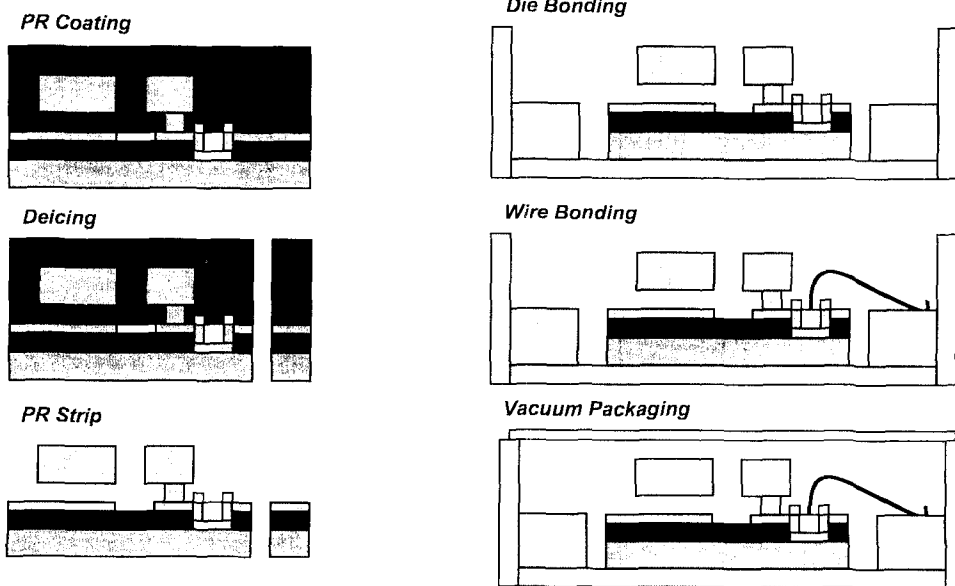 PR Coating
Deicing
PR Strip
Die Bonding
Wire Bonding
Vacuum Packaging